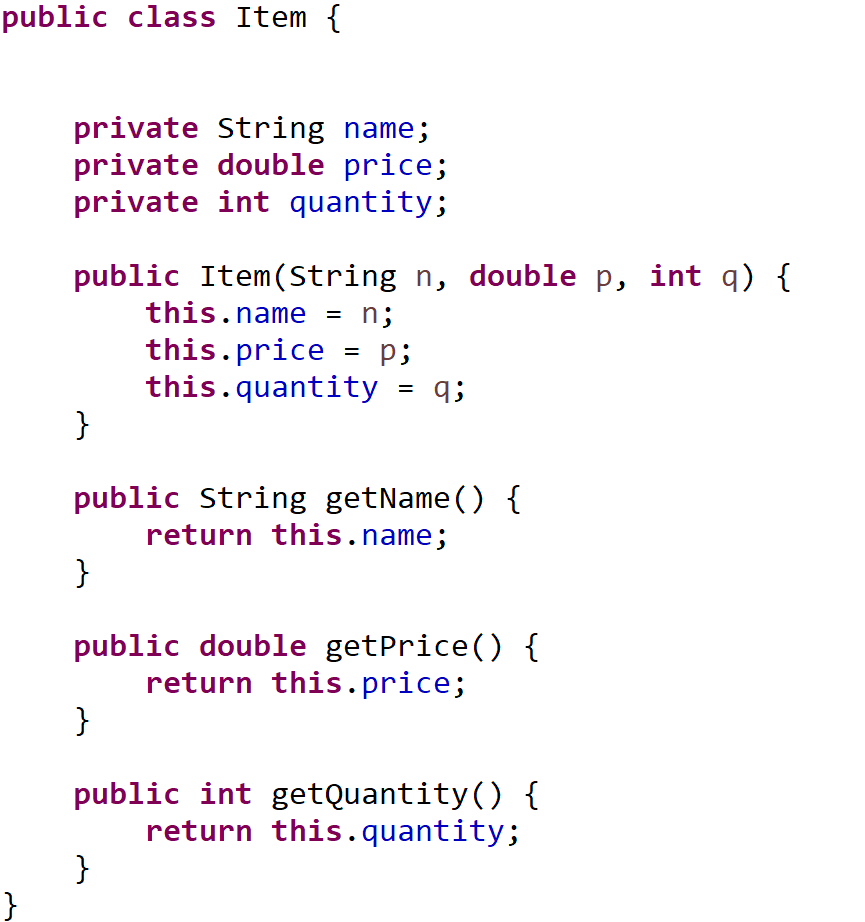 public class Item {
private String name;
private double price;
private int quantity;
public Item(String n, double p, int q) {
this.name = n;
this.price = p;
this.quantity = q;
}
public String getName() {
return this.name;
}
public double getPrice() {
return this.price;
}
public int getQuantity() {
return this.quantity;
}
}